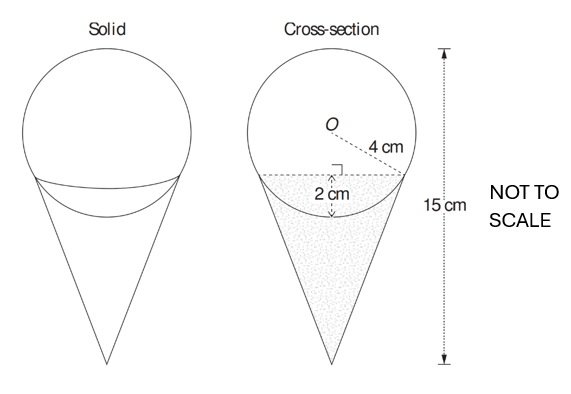 Solid
Cross-section
O
4 cm
2 cm
15 cm
NOT TO
SCALE